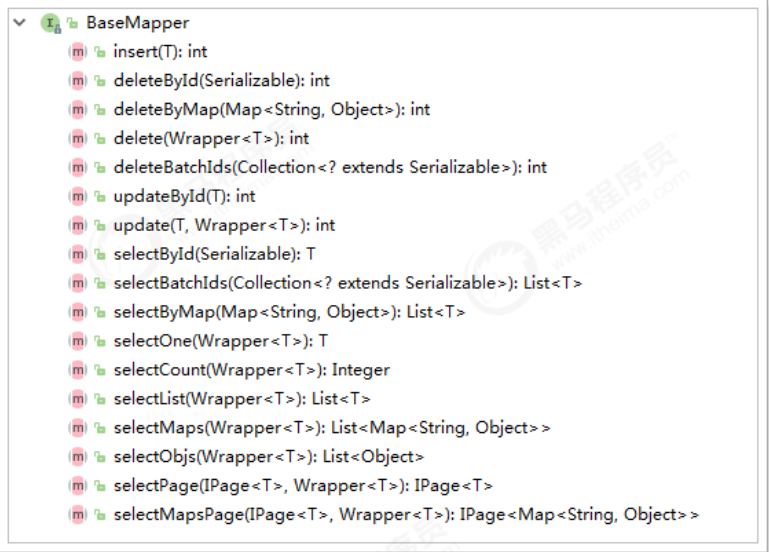 BaseMapper
insert(T): int
deleteById(Serializable): int
deleteByMap(Map<String, Object>): int
delete(Wrapper<T>): int
deleteBatchIds(Collection<? extends Serializable>): int
updateById(T): int
update(T, Wrapper<T>): int
selectById(Serializable): T
selectBatchIds(Collection<? extends Serializable>): List<T>
selectByMap(Map<String, Object>): List<T>
selectOne(Wrapper<T>): T
selectCount(Wrapper<T>): Integer
selectList(Wrapper<T>): List<T>
selectMaps(Wrapper<T>): List<Map<String, Object>>
selectObjs(Wrapper<T>): List<Object>
selectPage(IPage<T>, Wrapper<T>): IPage<T>
selectMapsPage(IPage<T>, Wrapper<T>): IPage<Map<String, Object>>
黑马程序员
www.itheima.com